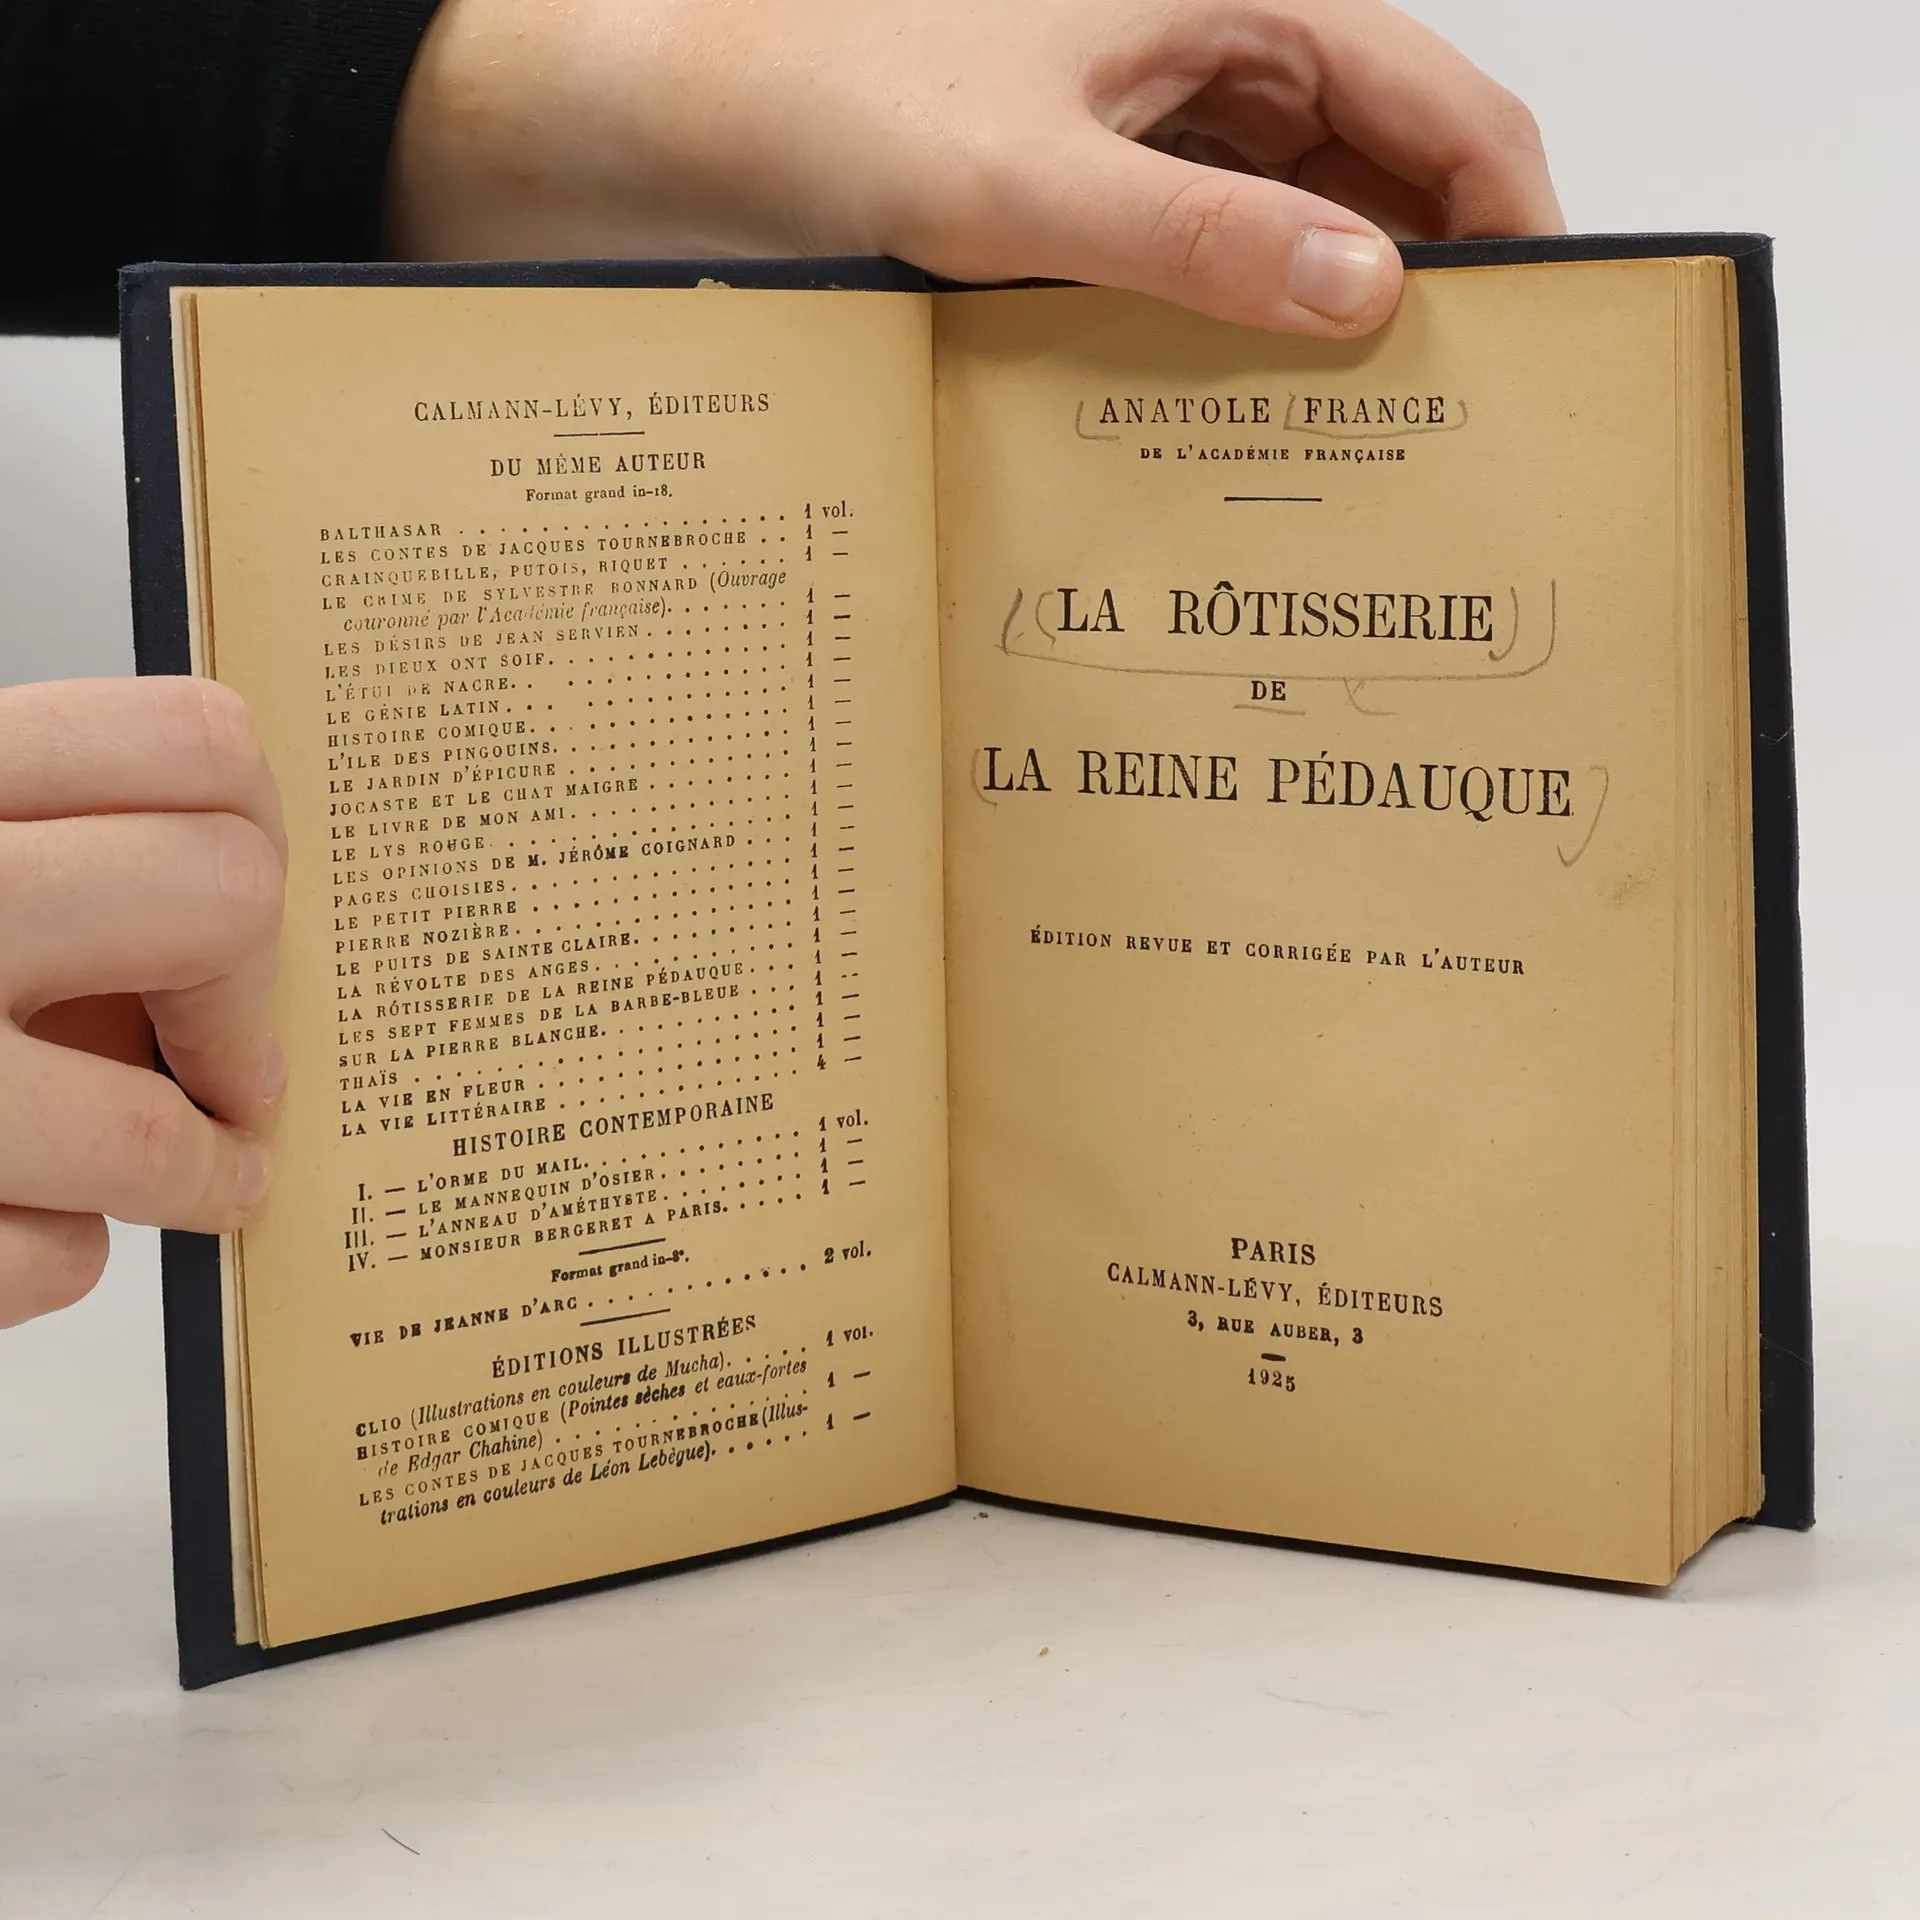 CALMANN-LÉVY, ÉDITEURS
DU MÊME AUTEUR
Format grand in-18.
BALTHASAR . . . . . . . . . . . . . . . . 1 vol.
LES CONTES DE JACQUES TOURNEBROCHE . . 1 —
CRAINQUEBILLE, PUTOIS, RIQUET . . . . . . 1 —
LE CRIME DE SYLVESTRE BONNARD (Ouvrage
couronné par l'Académie française). . . . . . . 1 —
LES DÉSIRS DE JEAN SERVIEN . . . . . . . . 1 —
LES DIEUX ONT SOIF. . . . . . . . . . . . 1 —
L'ÉTUI DE NACRE. . . . . . . . . . . . . 1 —
LE GÉNIE LATIN . . . . . . . . . . . . . 1 —
HISTOIRE COMIQUE. . . . . . . . . . . . . 1 —
L'ILE DES PINGOUINS. . . . . . . . . . . . 1 —
LE JARDIN D'ÉPICURE . . . . . . . . . . . 1 —
JOCASTE ET LE CHAT MAIGRE . . . . . . . . 1 —
LE LIVRE DE MON AMI. . . . . . . . . . . . 1 —
LE LYS ROUGE. . . . . . . . . . . . . . . 1 —
LES OPINIONS DE M. JÉRÔME COIGNARD . . . 1 —
PAGES CHOISIES. . . . . . . . . . . . . . 1 —
LE PETIT PIERRE . . . . . . . . . . . . . 1 —
PIERRE NOZIÈRE. . . . . . . . . . . . . . 1 —
LE PUITS DE SAINTE CLAIRE. . . . . . . . . 1 —
LA RÉVOLTE DES ANGES. . . . . . . . . . . 1 —
LA RÔTISSERIE DE LA REINE PÉDAUQUE. . . 1 —
LES SEPT FEMMES DE LA BARBE-BLEUE . . . 1 —
SUR LA PIERRE BLANCHE. . . . . . . . . . . 1 —
THAÏS . . . . . . . . . . . . . . . . . . 1 —
LA VIE EN FLEUR . . . . . . . . . . . . . 1 —
LA VIE LITTÉRAIRE . . . . . . . . . . . . 4 —
HISTOIRE CONTEMPORAINE
I. — L'ORME DU MAIL. . . . . . . . . . . 1 vol.
II. — LE MANNEQUIN D'OSIER. . . . . . . . 1 —
III. — L'ANNEAU D'AMÉTHYSTE. . . . . . . . 1 —
IV. — MONSIEUR BERGERET A PARIS. . . . . 1 —
Format grand in-8°.
VIE DE JEANNE D'ARC . . . . . . . . . . . 2 vol.
ÉDITIONS ILLUSTRÉES
CLIO (Illustrations en couleurs de Mucha). . . . . 1 vol.
HISTOIRE COMIQUE (Pointes sèches et eaux-fortes
de Edgar Chahine) . . . . . . . . . . . . 1 —
LES CONTES DE JACQUES TOURNEBROCHE (Illus-
trations en couleurs de Léon Lebègue). . . . . . 1 —
ANATOLE FRANCE
DE L'ACADÉMIE FRANÇAISE
LA RÔTISSERIE
DE
LA REINE PÉDAUQUE
ÉDITION REVUE ET CORRIGÉE PAR L'AUTEUR
PARIS
CALMANN-LÉVY, ÉDITEURS
3, RUE AUBER, 3
1925